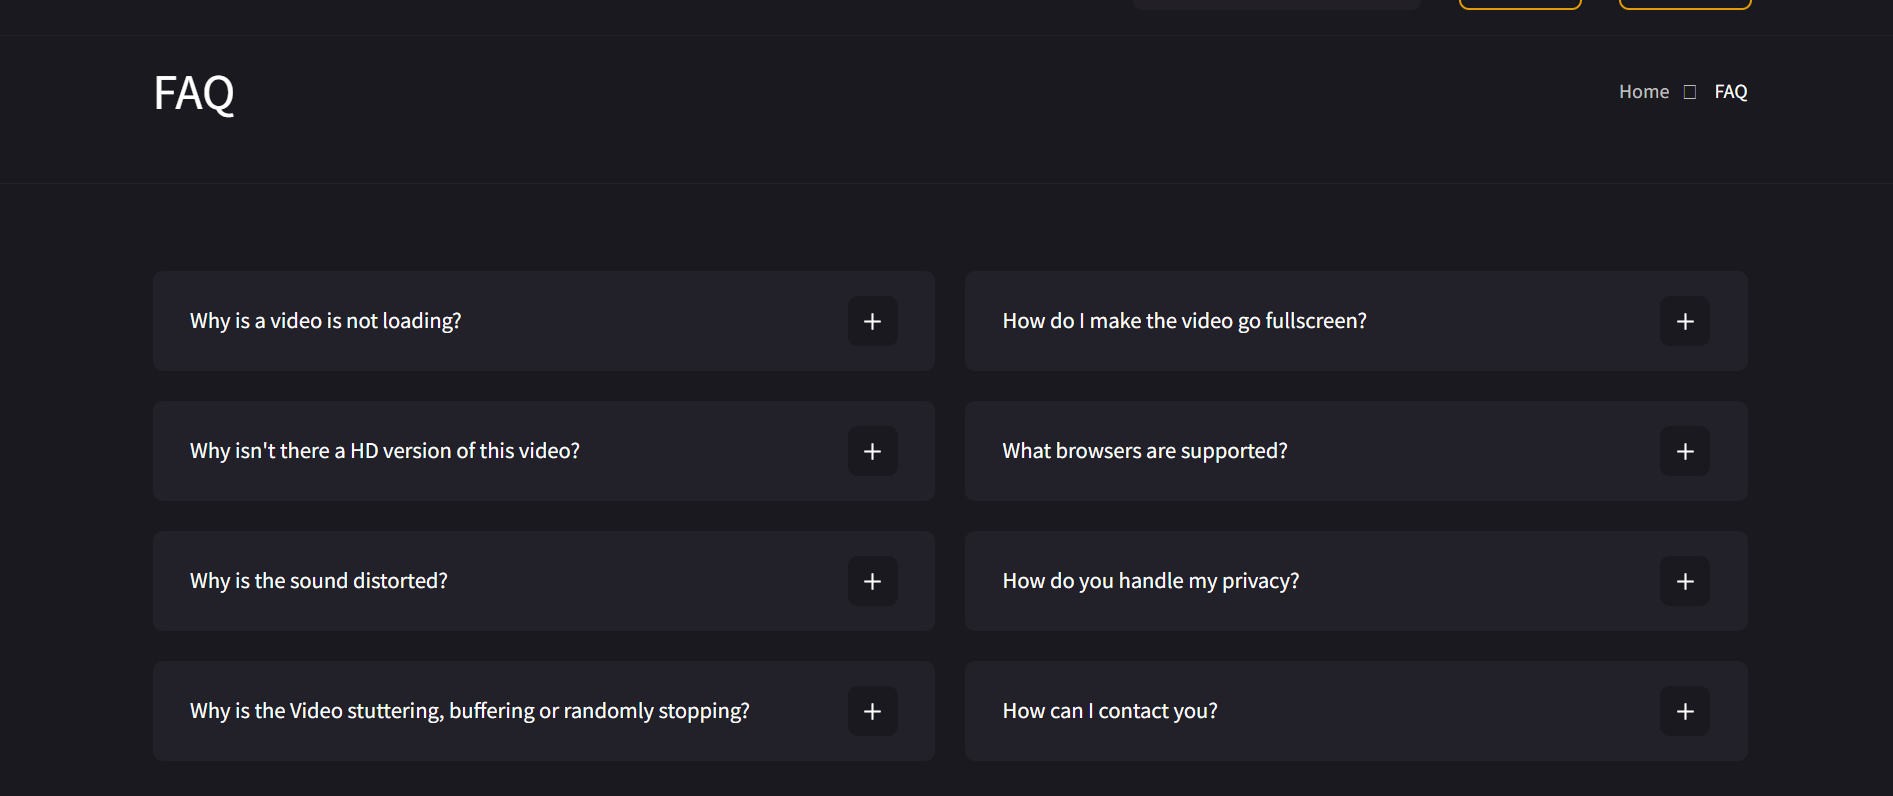 FAQ
Home FAQ
Why is a video is not loading?
How do I make the video go fullscreen?
Why isn't there a HD version of this video?
What browsers are supported?
Why is the sound distorted?
How do you handle my privacy?
Why is the Video stuttering, buffering or randomly stopping?
How can I contact you?